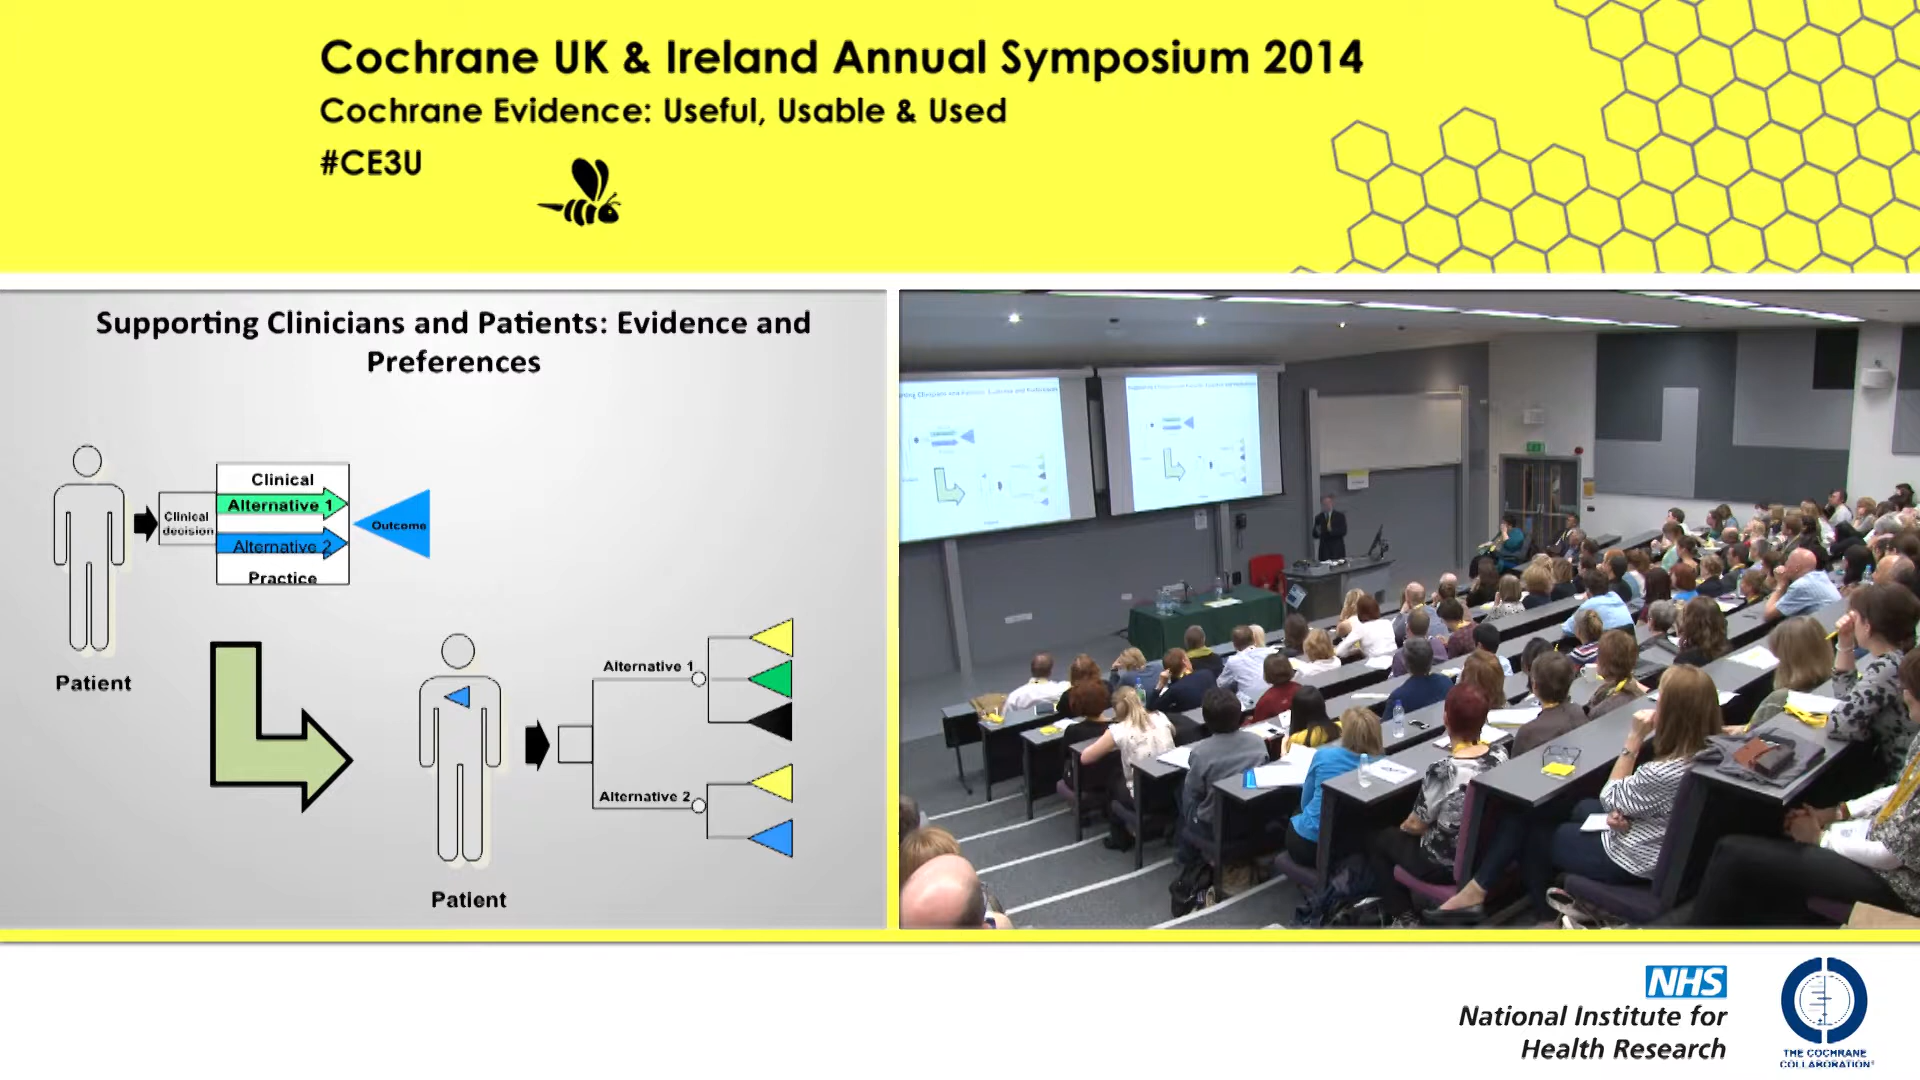 Cochrane UK & Ireland Annual Symposium 2014
Cochrane Evidence: Useful, Usable & Used
#CE3U
Supporting Clinicians and Patients: Evidence and
Preferences
Clinical
Alternative 1
Clinical
decision
Outcome
Alternative 2
Practice
Patient
Alternative 1
Alternative 2
Patient
NHS
National Institute for
Health Research
THE COCHRANE
COLLABORATION®